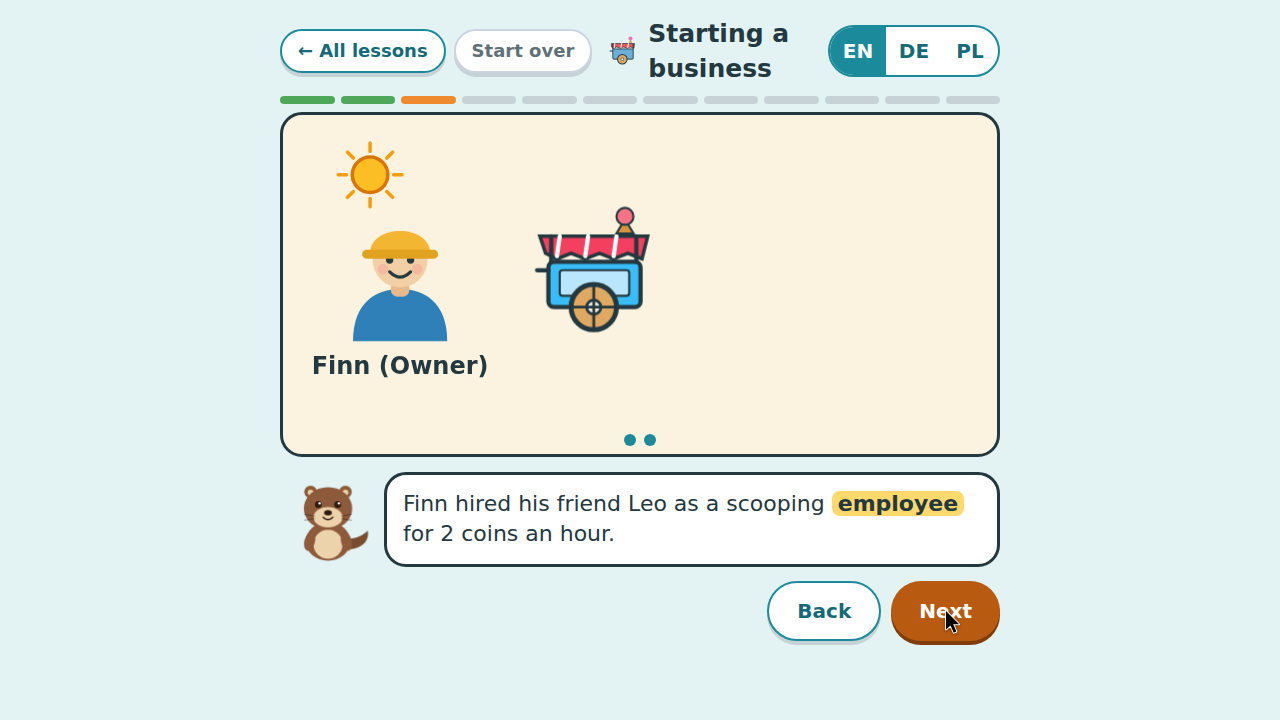 ← All lessons
Start over
Starting a
business
EN DE PL
Finn (Owner)
Finn hired his friend Leo as a scooping employee
for 2 coins an hour.
Back
Next